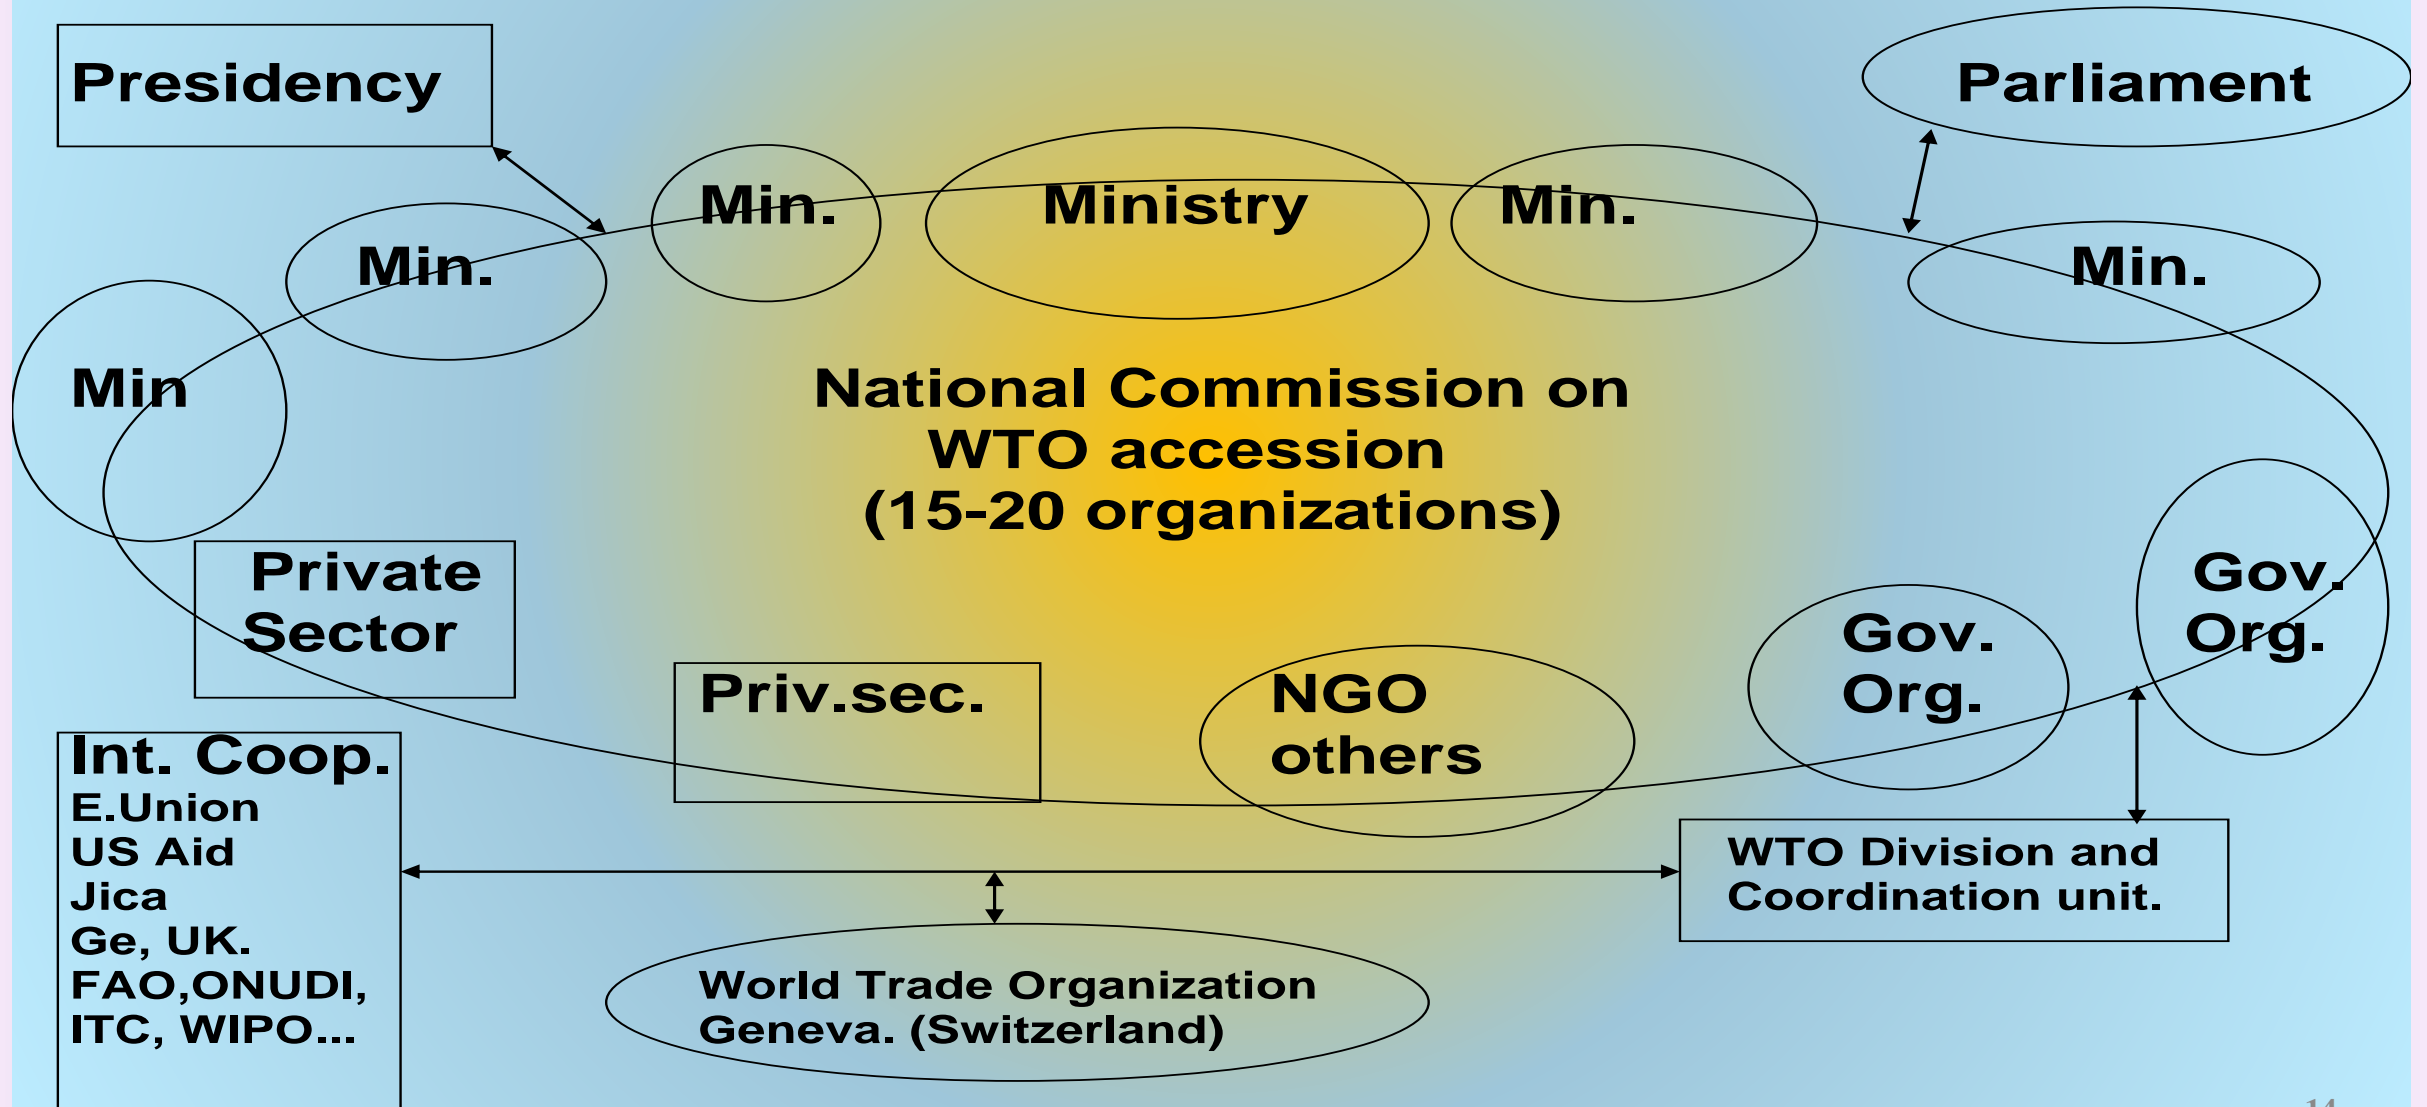 Presidency
Parliament
Min.
Ministry
Min.
Min.
Min.
Min
National Commission on
WTO accession
(15-20 organizations)
Private
Sector
Gov.
Org.
Gov.
Org.
Priv.sec.
NGO
others
Int. Coop.
E.Union
US Aid
Jica
Ge, UK.
FAO,ONUDI,
ITC, WIPO...
WTO Division and
Coordination unit.
World Trade Organization
Geneva. (Switzerland)